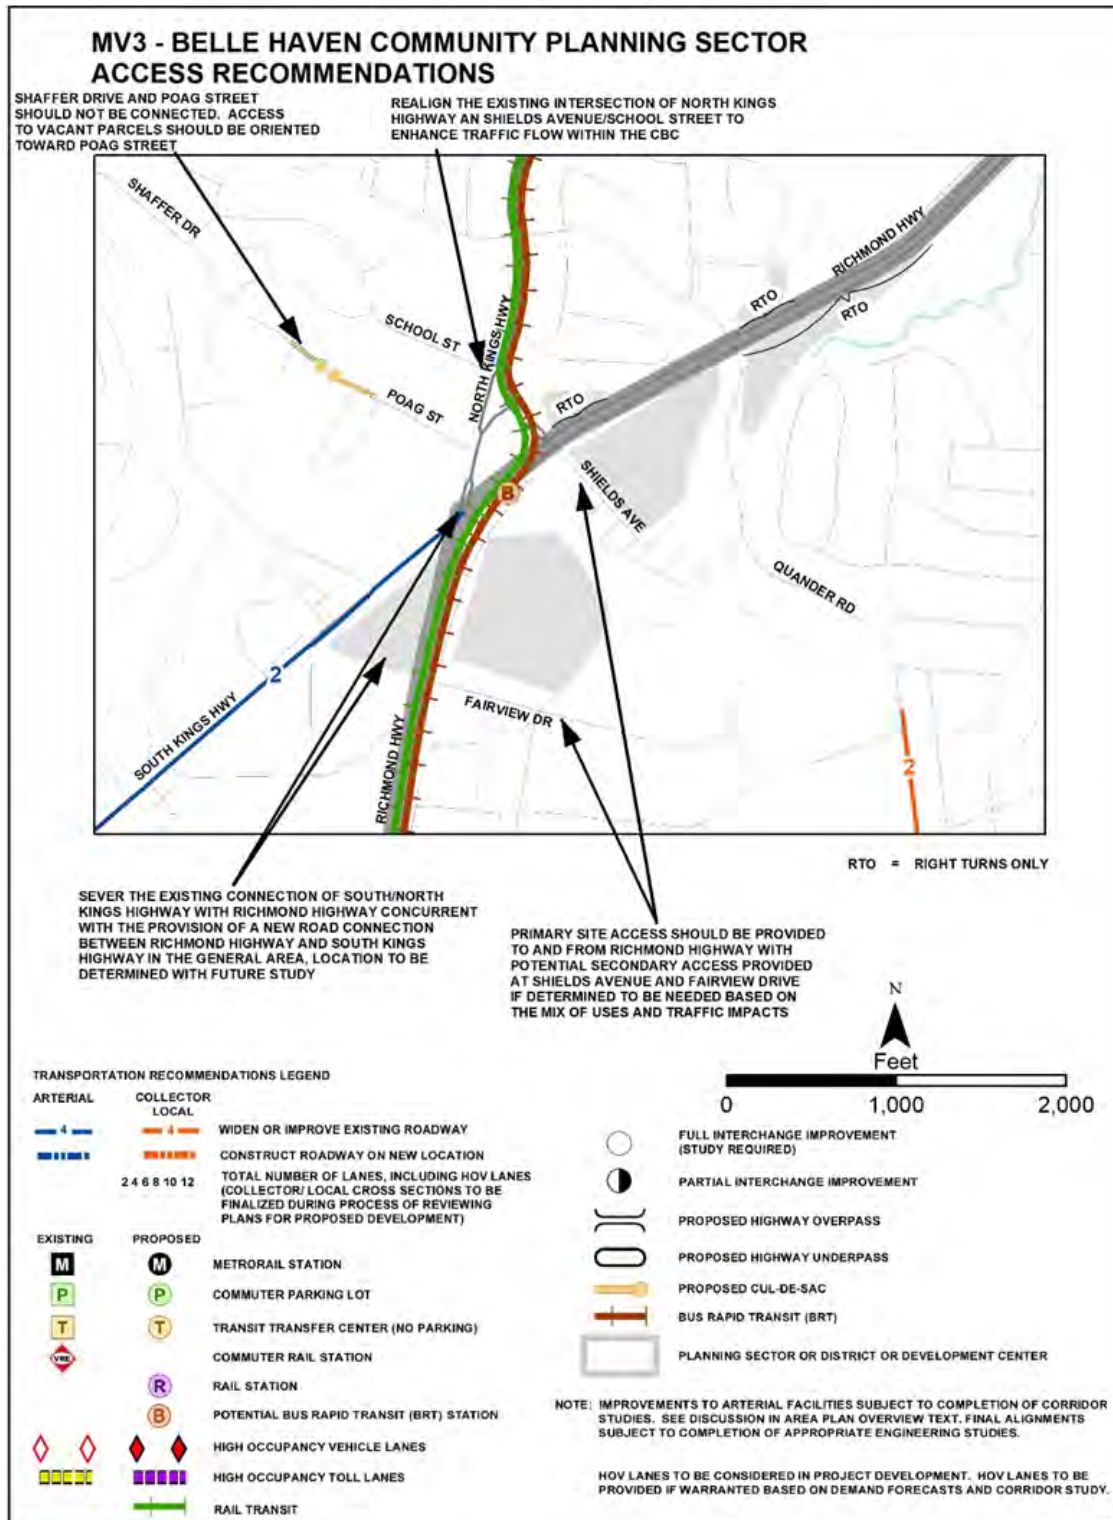 MV3 - BELLE HAVEN COMMUNITY PLANNING SECTOR
ACCESS RECOMMENDATIONS
SHAFFER DRIVE AND POAG STREET
SHOULD NOT BE CONNECTED. ACCESS
TO VACANT PARCELS SHOULD BE ORIENTED
TOWARD POAG STREET
REALIGN THE EXISTING INTERSECTION OF NORTH KINGS
HIGHWAY AN SHIELDS AVENUE/SCHOOL STREET TO
ENHANCE TRAFFIC FLOW WITHIN THE CBC
SHAFFER DR
RICHMOND HWY
RTO
RTO
SCHOOL ST
NORTH KINGS HWY
POAG ST
RTO
B
SHIELDS AVE
QUANDER RD
2
SOUTH KINGS HWY
FAIRVIEW DR
RICHMOND HWY
2
RTO = RIGHT TURNS ONLY
SEVER THE EXISTING CONNECTION OF SOUTH/NORTH
KINGS HIGHWAY WITH RICHMOND HIGHWAY CONCURRENT
WITH THE PROVISION OF A NEW ROAD CONNECTION
BETWEEN RICHMOND HIGHWAY AND SOUTH KINGS
HIGHWAY IN THE GENERAL AREA, LOCATION TO BE
DETERMINED WITH FUTURE STUDY
PRIMARY SITE ACCESS SHOULD BE PROVIDED
TO AND FROM RICHMOND HIGHWAY WITH
POTENTIAL SECONDARY ACCESS PROVIDED
AT SHIELDS AVENUE AND FAIRVIEW DRIVE
IF DETERMINED TO BE NEEDED BASED ON
THE MIX OF USES AND TRAFFIC IMPACTS
N
Feet
0 1,000 2,000
TRANSPORTATION RECOMMENDATIONS LEGEND
ARTERIAL COLLECTOR
LOCAL
4 4 WIDEN OR IMPROVE EXISTING ROADWAY
CONSTRUCT ROADWAY ON NEW LOCATION
2 4 6 8 10 12 TOTAL NUMBER OF LANES, INCLUDING HOV LANES
(COLLECTOR/ LOCAL CROSS SECTIONS TO BE
FINALIZED DURING PROCESS OF REVIEWING
PLANS FOR PROPOSED DEVELOPMENT)
EXISTING PROPOSED
M M METRORAIL STATION
P P COMMUTER PARKING LOT
T T TRANSIT TRANSFER CENTER (NO PARKING)
VRE COMMUTER RAIL STATION
R RAIL STATION
B POTENTIAL BUS RAPID TRANSIT (BRT) STATION
HIGH OCCUPANCY VEHICLE LANES
HIGH OCCUPANCY TOLL LANES
RAIL TRANSIT
FULL INTERCHANGE IMPROVEMENT
(STUDY REQUIRED)
PARTIAL INTERCHANGE IMPROVEMENT
PROPOSED HIGHWAY OVERPASS
PROPOSED HIGHWAY UNDERPASS
PROPOSED CUL-DE-SAC
BUS RAPID TRANSIT (BRT)
PLANNING SECTOR OR DISTRICT OR DEVELOPMENT CENTER
NOTE: IMPROVEMENTS TO ARTERIAL FACILITIES SUBJECT TO COMPLETION OF CORRIDOR
STUDIES. SEE DISCUSSION IN AREA PLAN OVERVIEW TEXT. FINAL ALIGNMENTS
SUBJECT TO COMPLETION OF APPROPRIATE ENGINEERING STUDIES.
HOV LANES TO BE CONSIDERED IN PROJECT DEVELOPMENT. HOV LANES TO BE
PROVIDED IF WARRANTED BASED ON DEMAND FORECASTS AND CORRIDOR STUDY.